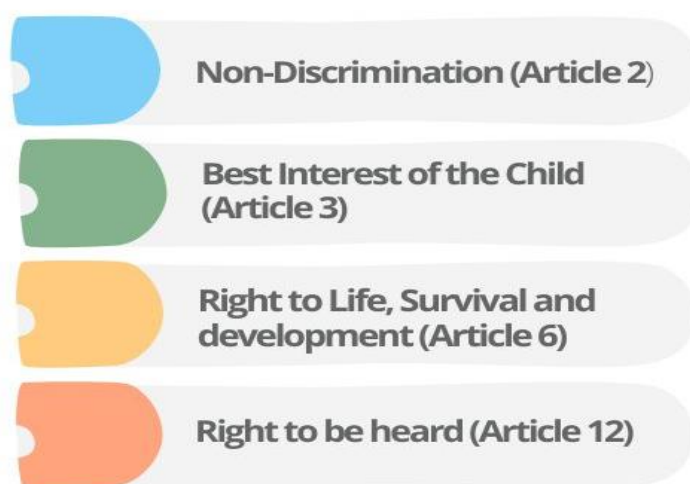 Non-Discrimination (Article 2)
Best Interest of the Child
(Article 3)
Right to Life, Survival and
development (Article 6)
Right to be heard (Article 12)